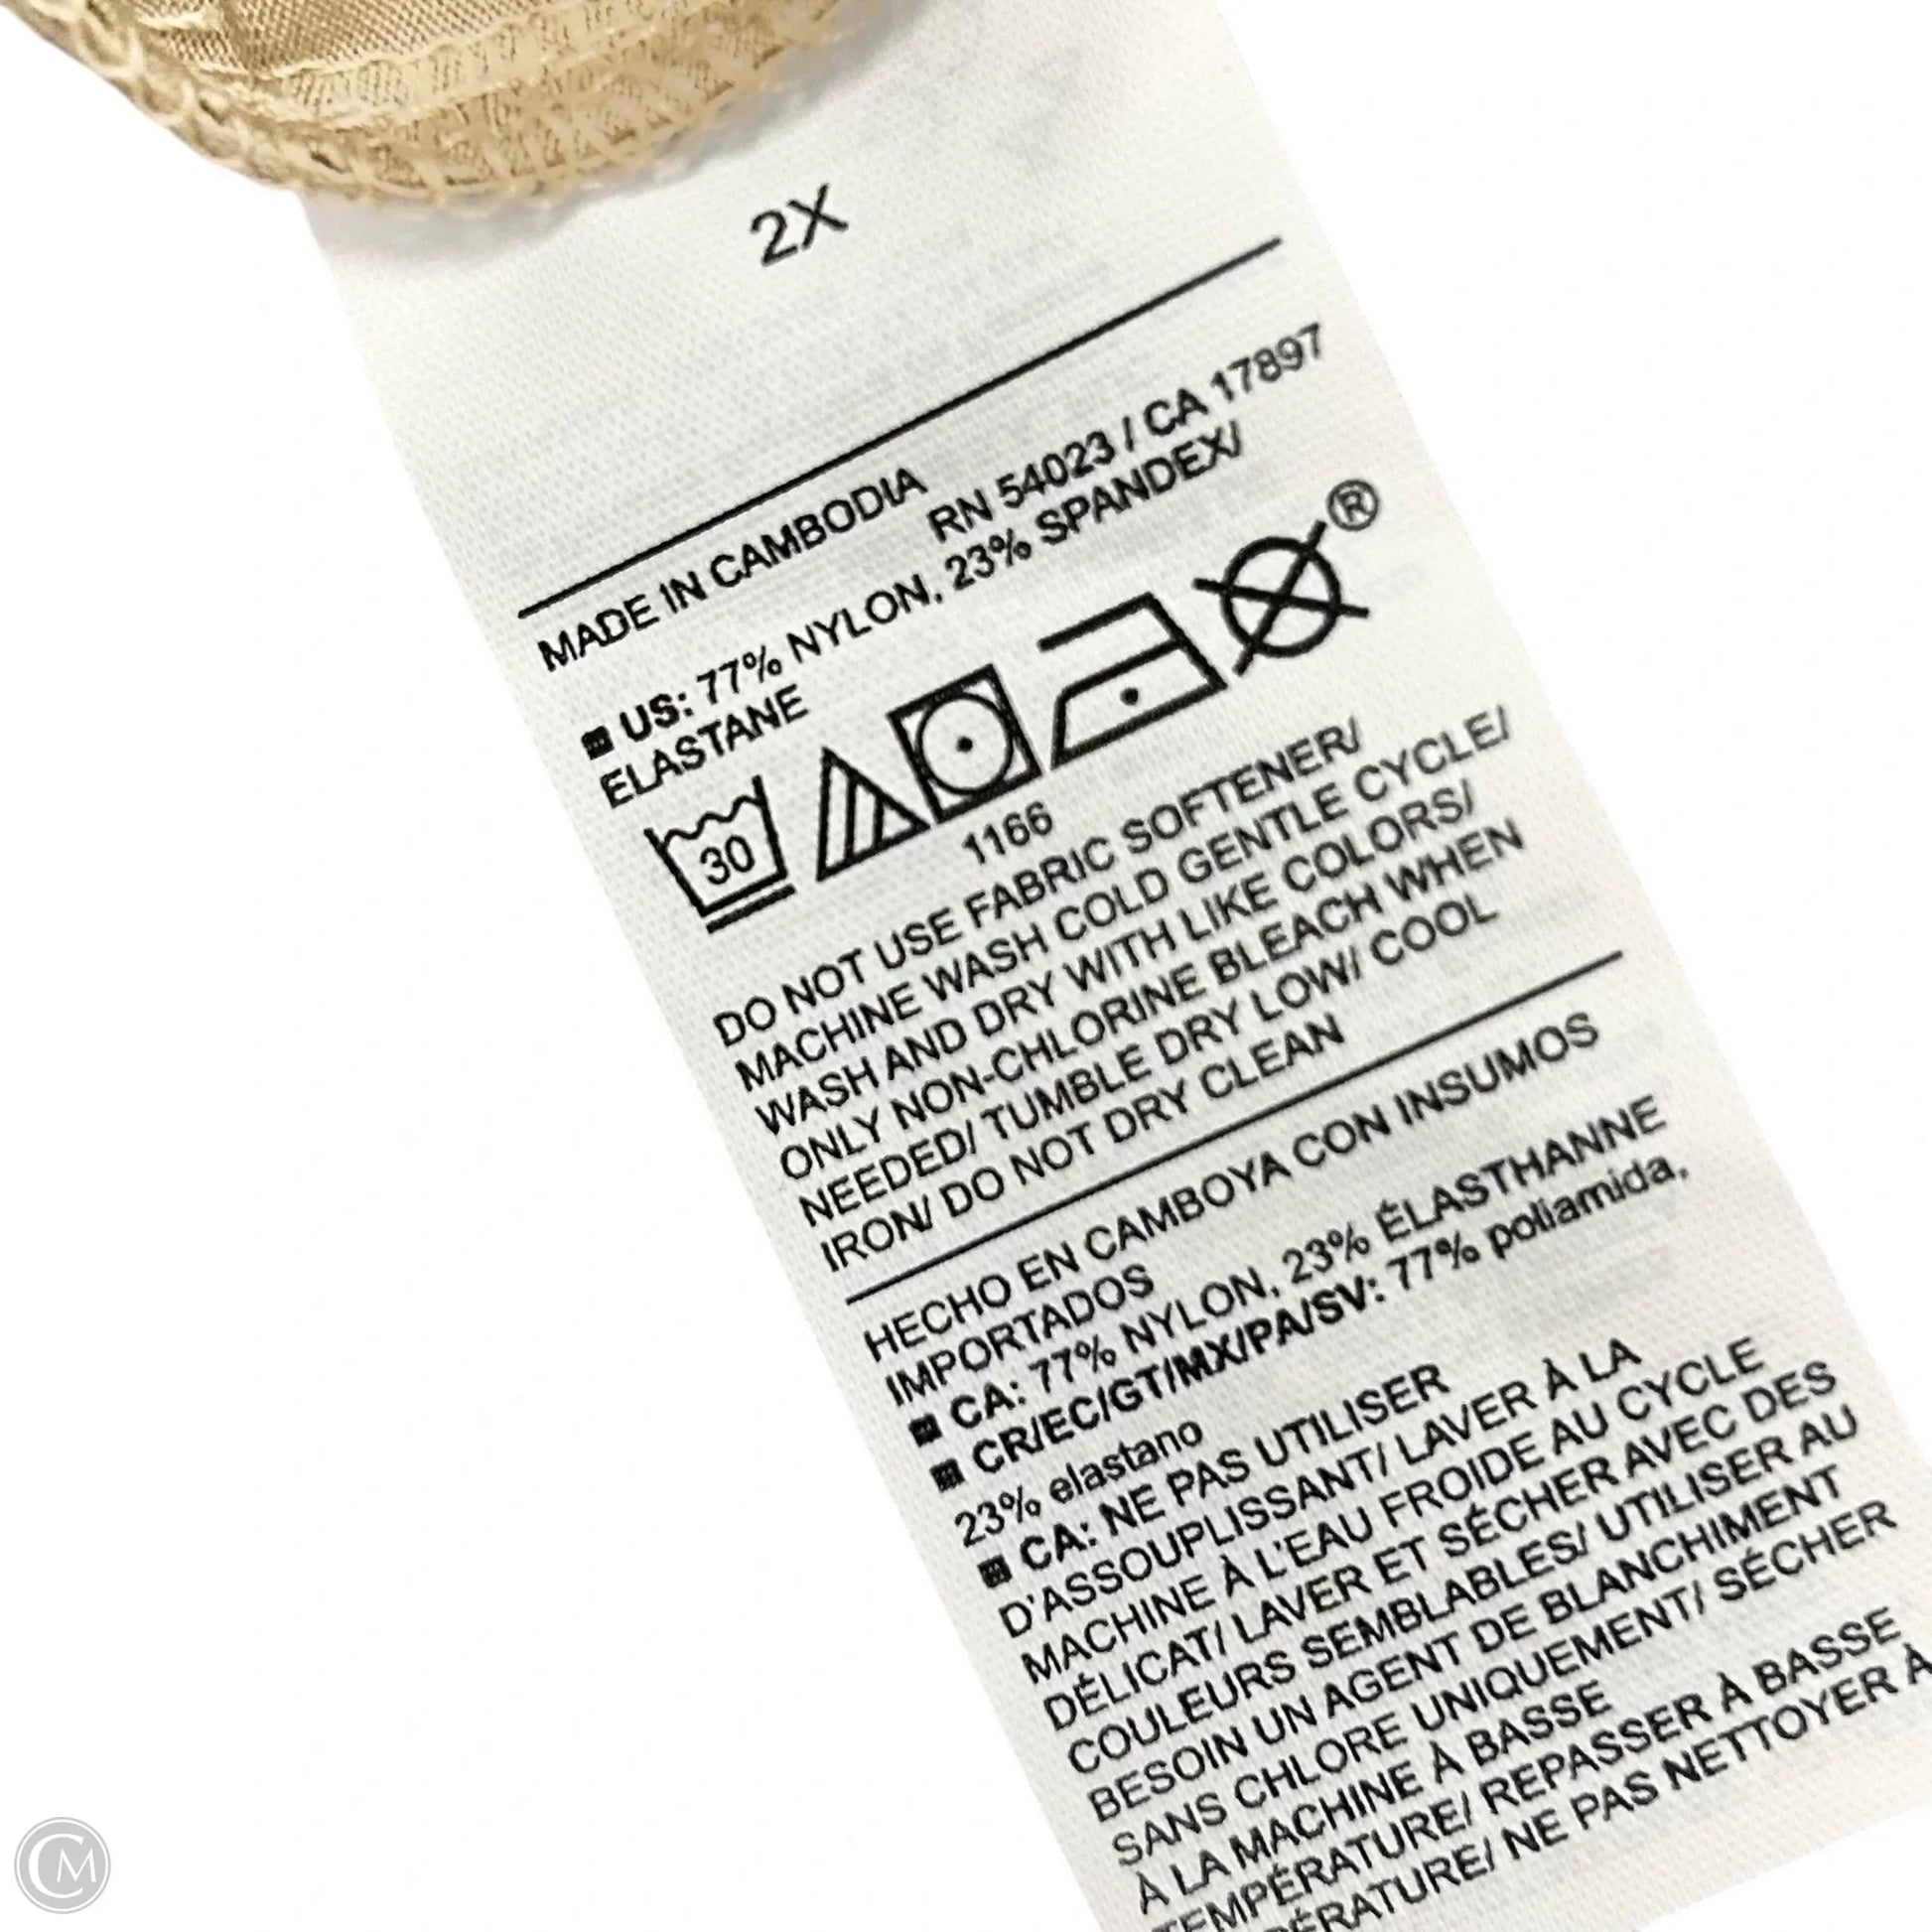 2X
MADE IN CAMBODIA
RN 54023 / CA 17897
US: 77% NYLON, 23% SPANDEX/
ELASTANE
30
®
1166
DO NOT USE FABRIC SOFTENER/
MACHINE WASH COLD GENTLE CYCLE/
WASH AND DRY WITH LIKE COLORS/
ONLY NON-CHLORINE BLEACH WHEN
NEEDED/ TUMBLE DRY LOW/ COOL
IRON/ DO NOT DRY CLEAN
HECHO EN CAMBOYA CON INSUMOS
IMPORTADOS
CA: 77% NYLON, 23% ÉLASTHANNE
CR/EC/GT/MX/PA/SV: 77% poliamida,
23% elastano
CA: NE PAS UTILISER
D'ASSOUPLISSANT/ LAVER À LA
MACHINE À L'EAU FROIDE AU CYCLE
DÉLICAT/ LAVER ET SÉCHER AVEC DES
COULEURS SEMBLABLES/ UTILISER AU
BESOIN UN AGENT DE BLANCHIMENT
SANS CHLORE UNIQUEMENT/ SÉCHER
À LA MACHINE À BASSE
TEMPÉRATURE/ REPASSER À BASSE
PÉRATURE/ NE PAS NETTOYER À
CM